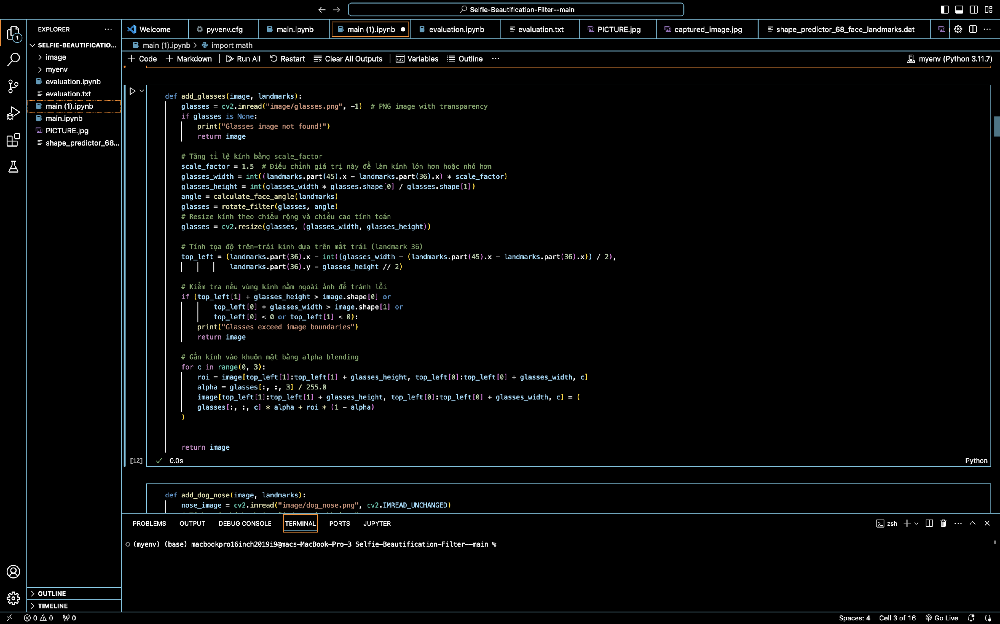 Selfie-Beautification-Filter--main
EXPLORER
Welcome
pyvenv.cfg
main.ipynb
main (1).ipynb
evaluation.ipynb
evaluation.txt
PICTURE.jpg
captured_image.jpg
shape_predictor_68_face_landmarks.dat
1
SELFIE-BEAUTIFICATIO...
image
myenv
evaluation.ipynb
evaluation.txt
main (1).ipynb
main.ipynb
PICTURE.jpg
shape_predictor_68...
main (1).ipynb > import math
+ Code + Markdown | Run All Restart Clear All Outputs | Variables Outline ...
myenv (Python 3.11.7)
def add_glasses(image, landmarks):
glasses = cv2.imread("image/glasses.png", -1)  # PNG image with transparency
if glasses is None:
print("Glasses image not found!")
return image
# Tăng tỉ lệ kính bằng scale_factor
scale_factor = 1.5  # Điều chỉnh giá trị này để làm kính lớn hơn hoặc nhỏ hơn
glasses_width = int((landmarks.part(45).x - landmarks.part(36).x) * scale_factor)
glasses_height = int(glasses_width * glasses.shape[0] / glasses.shape[1])
angle = calculate_face_angle(landmarks)
glasses = rotate_filter(glasses, angle)
# Resize kính theo chiều rộng và chiều cao tính toán
glasses = cv2.resize(glasses, (glasses_width, glasses_height))
# Tính tọa độ trên-trái kính dựa trên mắt trái (landmark 36)
top_left = (landmarks.part(36).x - int((glasses_width - (landmarks.part(45).x - landmarks.part(36).x)) / 2),
landmarks.part(36).y - glasses_height // 2)
# Kiểm tra nếu vùng kính nằm ngoài ảnh để tránh lỗi
if (top_left[1] + glasses_height > image.shape[0] or
top_left[0] + glasses_width > image.shape[1] or
top_left[0] < 0 or top_left[1] < 0):
print("Glasses exceed image boundaries")
return image
# Gắn kính vào khuôn mặt bằng alpha blending
for c in range(0, 3):
roi = image[top_left[1]:top_left[1] + glasses_height, top_left[0]:top_left[0] + glasses_width, c]
alpha = glasses[:, :, 3] / 255.0
image[top_left[1]:top_left[1] + glasses_height, top_left[0]:top_left[0] + glasses_width, c] = (
glasses[:, :, c] * alpha + roi * (1 - alpha)
)
return image
[12]
0.0s
Python
def add_dog_nose(image, landmarks):
nose_image = cv2.imread("image/dog_nose.png", cv2.IMREAD_UNCHANGED)
PROBLEMS OUTPUT DEBUG CONSOLE TERMINAL PORTS JUPYTER
zsh
(myenv) (base) macbookpro16inch2019i9@macs-MacBook-Pro-3 Selfie-Beautification-Filter--main %
OUTLINE
TIMELINE
0 0 0
Spaces: 4 Cell 3 of 16 Go Live